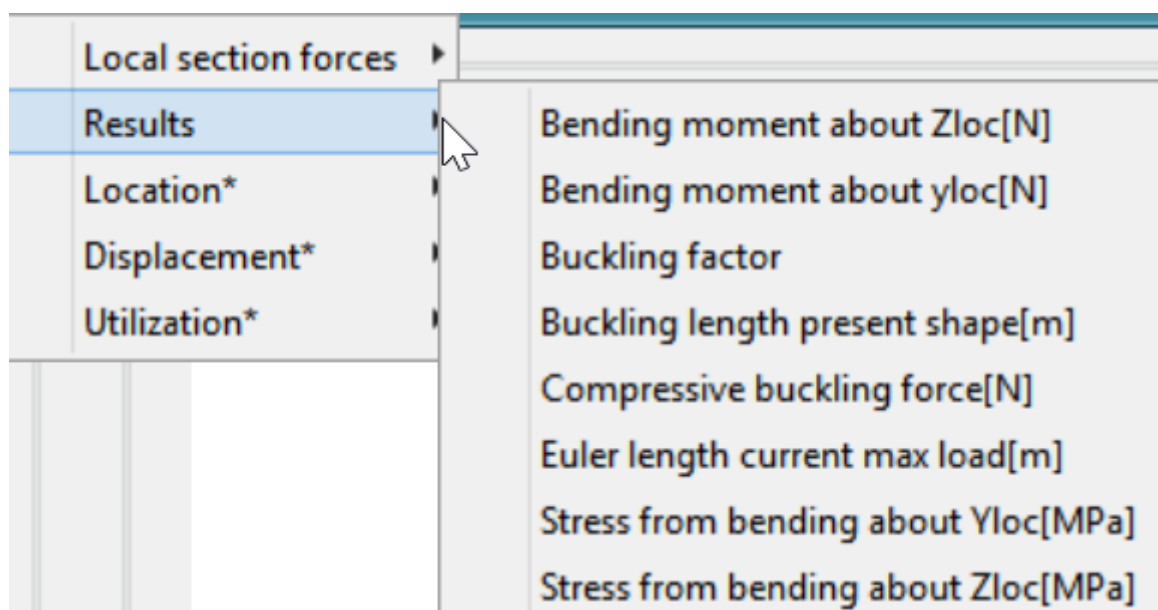 Local section forces
Results
Location*
Displacement*
Utilization*
Bending moment about Zloc[N]
Bending moment about yloc[N]
Buckling factor
Buckling length present shape[m]
Compressive buckling force[N]
Euler length current max load[m]
Stress from bending about Yloc[MPa]
Stress from bending about Zloc[MPa]